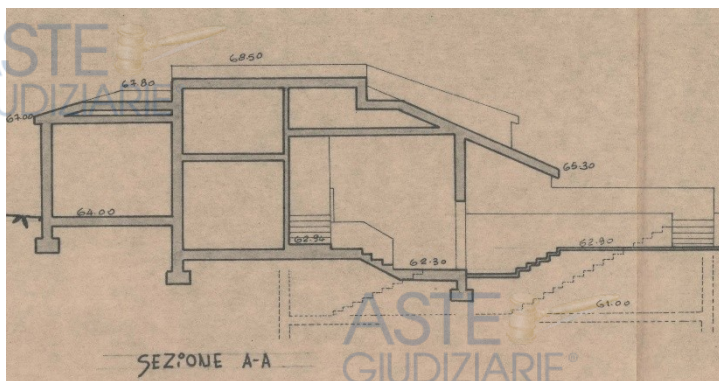 68.50
67.80
67.00
65.30
64.00
62.90
62.90
62.30
61.00
SEZIONE A-A
ASTE
GIUDIZIARIE
ASTE
GIUDIZIARIE®